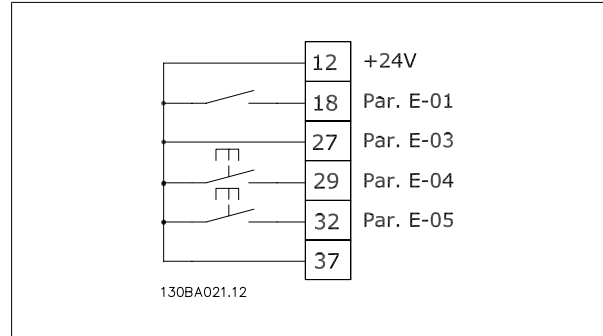 12 +24V
18 Par. E-01
27 Par. E-03
29 Par. E-04
32 Par. E-05
37
130BA021.12